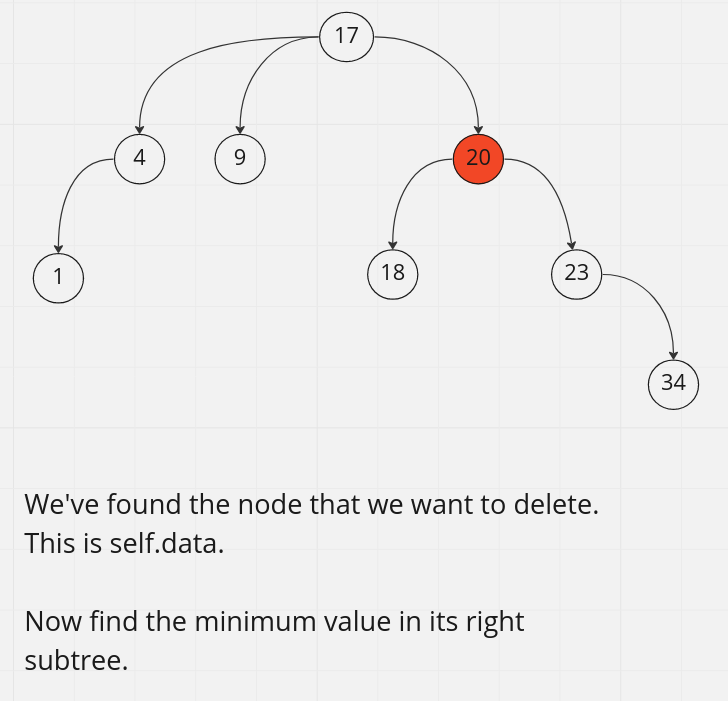 17
4
9
20
1
18
23
34
We've found the node that we want to delete.
This is self.data.
Now find the minimum value in its right
subtree.